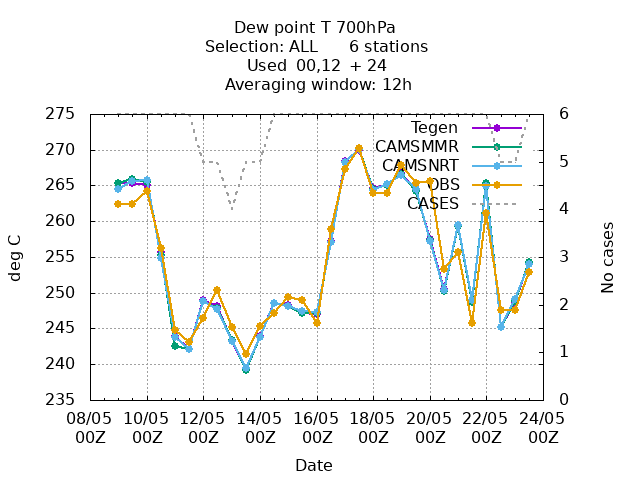 Dew point T 700hPa
Selection: ALL 6 stations
Used 00,12 + 24
Averaging window: 12h
275
270
265
260
255
250
245
240
235
deg C
6
5
4
3
2
1
0
No cases
Tegen
CAMSMMR
CAMSNRT
OBS
CASES
08/05 10/05 12/05 14/05 16/05 18/05 20/05 22/05 24/05
00Z 00Z 00Z 00Z 00Z 00Z 00Z 00Z 00Z
Date